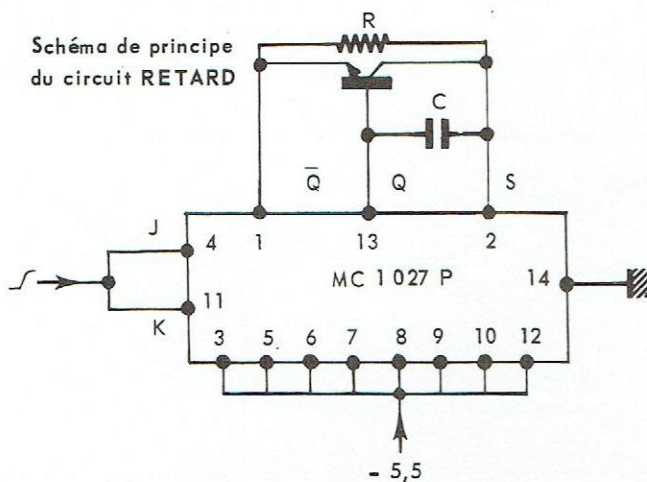 Schéma de principe
du circuit RETARD
R
C
Q̅ Q S
J 4 1 13 2
MC 1 027 P 14
11
K
3 5 6 7 8 9 10 12
- 5,5